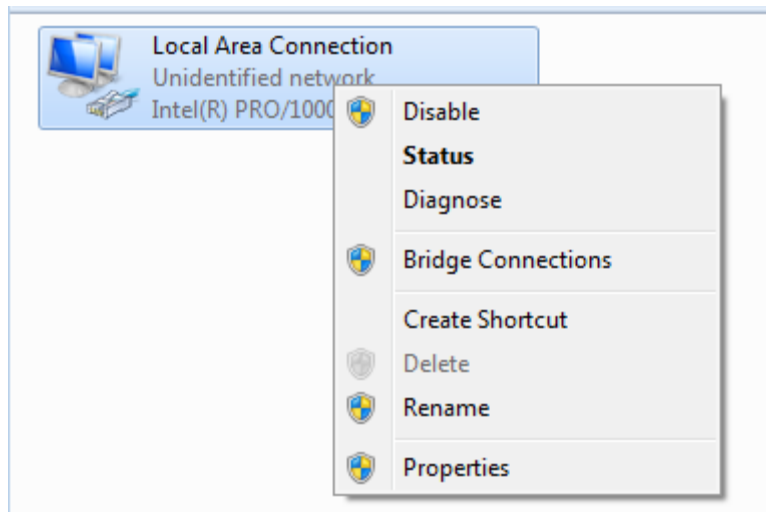 Local Area Connection
Unidentified network
Intel(R) PRO/1000
Disable
Status
Diagnose
Bridge Connections
Create Shortcut
Delete
Rename
Properties